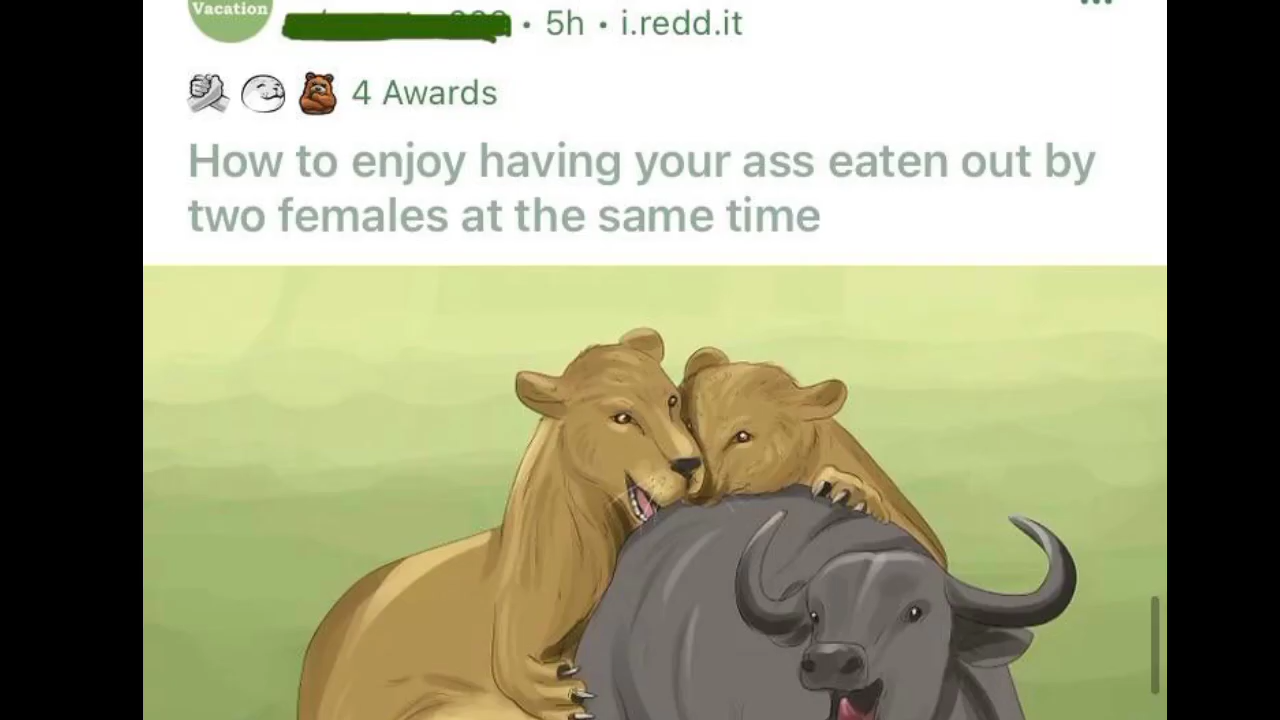 Vacation
• 5h • i.redd.it
4 Awards
How to enjoy having your ass eaten out by
two females at the same time